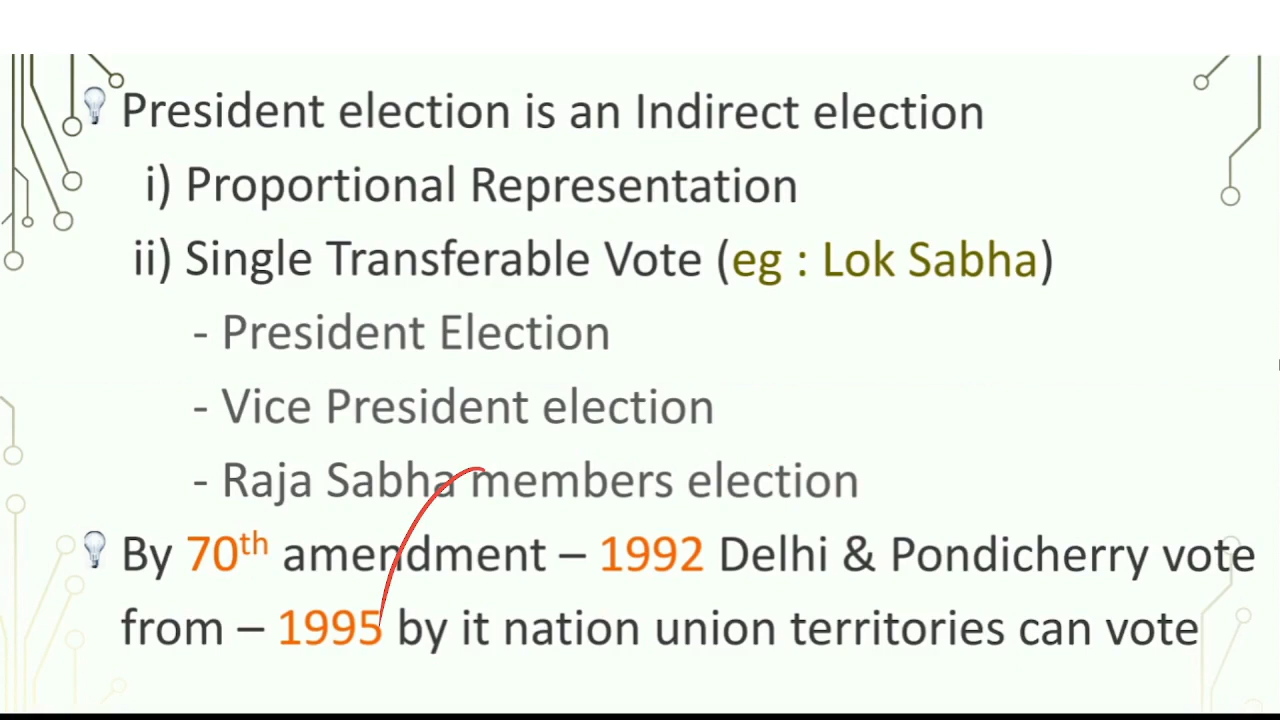 President election is an Indirect election
i) Proportional Representation
ii) Single Transferable Vote (eg : Lok Sabha)
- President Election
- Vice President election
- Raja Sabha members election
By 70th amendment – 1992 Delhi & Pondicherry vote
from – 1995 by it nation union territories can vote